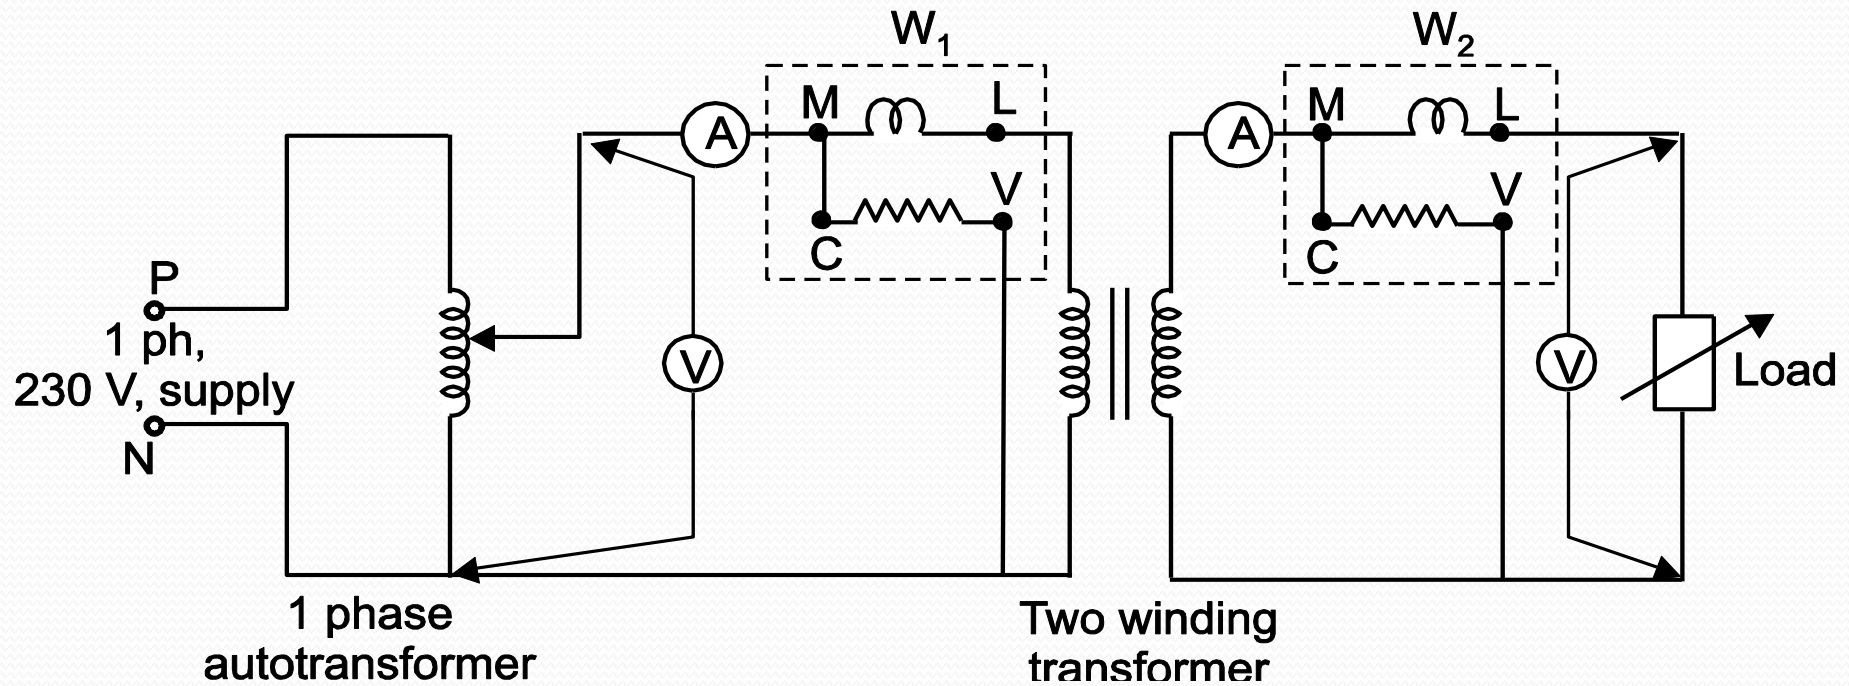 W1
W2
M
L
M
L
A
A
V
V
C
C
P
1 ph,
230 V, supply
N
V
V
Load
1 phase
autotransformer
Two winding
transformer